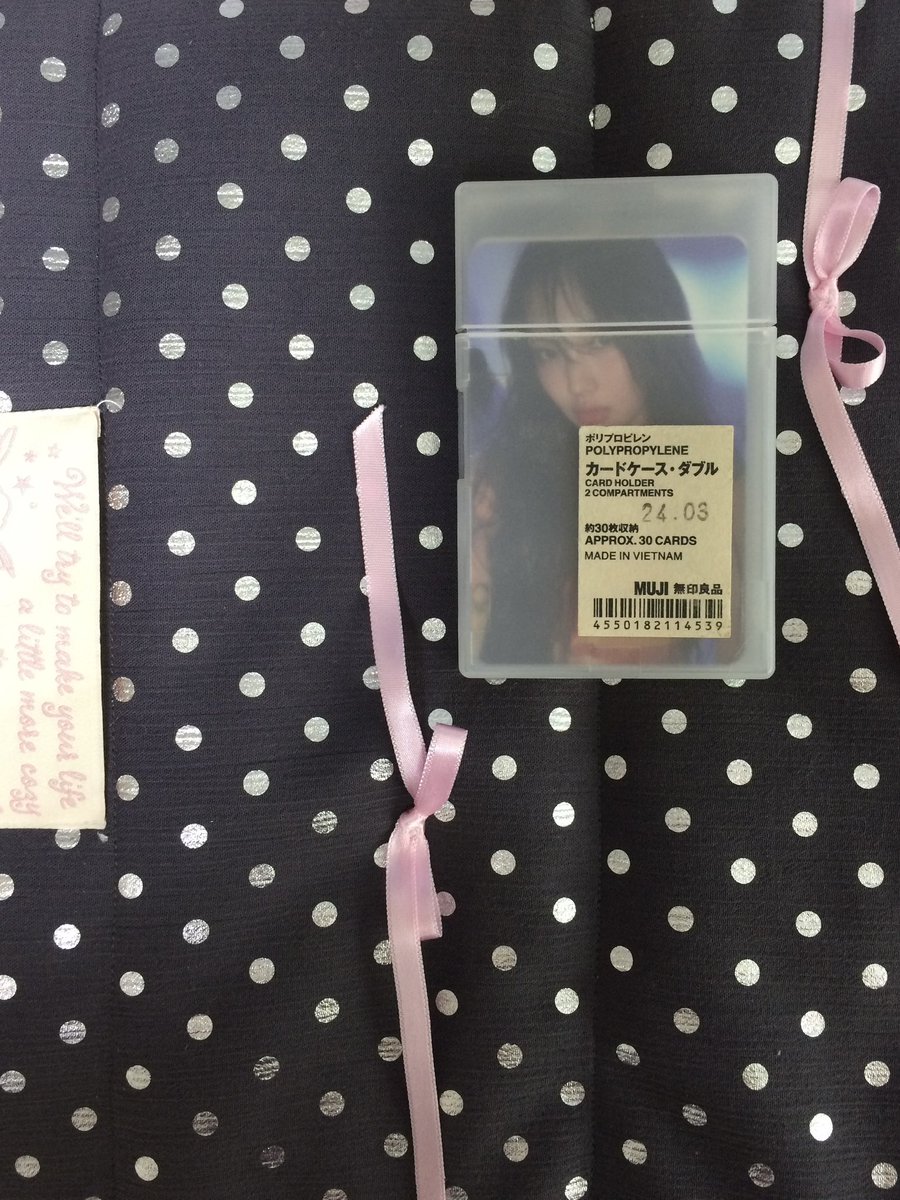 We'll try to make your life
a little more cosy
ポリプロピレン
POLYPROPYLENE
カードケース・ダブル
CARD HOLDER
2 COMPARTMENTS
24.03
約30枚収納
APPROX. 30 CARDS
MADE IN VIETNAM
MUJI 無印良品
4550182114539